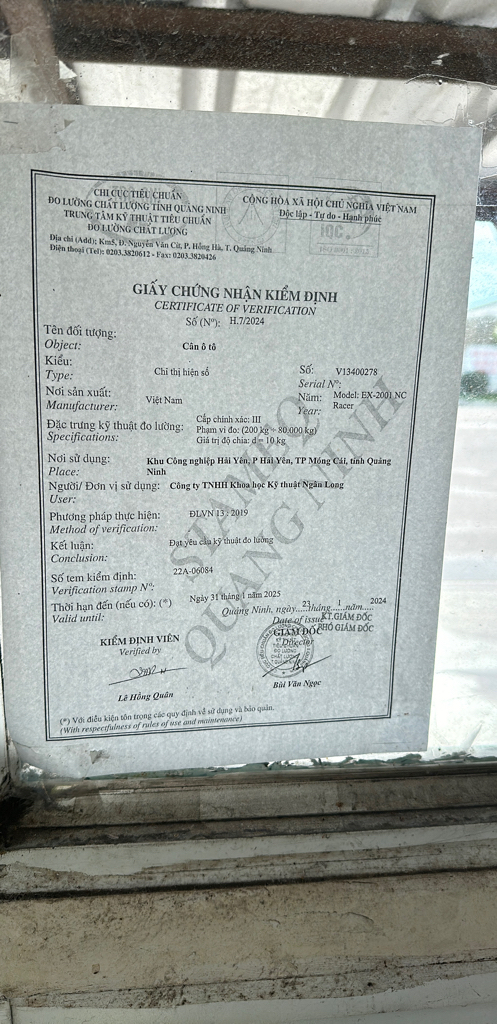 CHI CỤC TIÊU CHUẨN
ĐO LƯỜNG CHẤT LƯỢNG TỈNH QUẢNG NINH
TRUNG TÂM KỸ THUẬT TIÊU CHUẨN
ĐO LƯỜNG CHẤT LƯỢNG
Địa chỉ (Add): Km5, Đ. Nguyễn Văn Cừ, P. Hồng Hà, T. Quảng Ninh
Điện thoại (Tel): 0203.3820612 - Fax: 0203.3820426
CỘNG HÒA XÃ HỘI CHỦ NGHĨA VIỆT NAM
Độc lập - Tự do - Hạnh phúc
GIẤY CHỨNG NHẬN KIỂM ĐỊNH
CERTIFICATE OF VERIFICATION
Số (Nº): H.7/2024
Tên đối tượng:
Object: Cân ô tô
Kiểu:
Type: Chỉ thị hiện số
Số: V13400278
Serial Nº:
Nơi sản xuất:
Manufacturer: Việt Nam
Năm: Model: EX-2001 NC
Year: Racer
Đặc trưng kỹ thuật đo lường: Cấp chính xác: III
Specifications: Phạm vi đo: (200 kg ÷ 80.000 kg)
Giá trị độ chia: d = 10 kg
Nơi sử dụng: Khu Công nghiệp Hải Yên, P Hải Yên, TP Móng Cái, tỉnh Quảng
Place: Ninh
Người/ Đơn vị sử dụng: Công ty TNHH Khoa học Kỹ thuật Ngân Long
User:
Phương pháp thực hiện: ĐLVN 13 : 2019
Method of verification:
Kết luận: Đạt yêu cầu kỹ thuật đo lường
Conclusion:
Số tem kiểm định: 22A-06084
Verification stamp Nº:
Thời hạn đến (nếu có): (*) Ngày 31 tháng 1 năm 2025
Valid until:
Quảng Ninh, ngày 23 tháng 1 năm 2024
Date of issue
KT.GIÁM ĐỐC
PHÓ GIÁM ĐỐC
KIỂM ĐỊNH VIÊN
Verified by
GIÁM ĐỐC
Director
Lê Hồng Quân
Bùi Văn Ngọc
(*) Với điều kiện tôn trọng các quy định về sử dụng và bảo quản.
(With respectfulness of rules of use and maintenance)
QUANG NINH